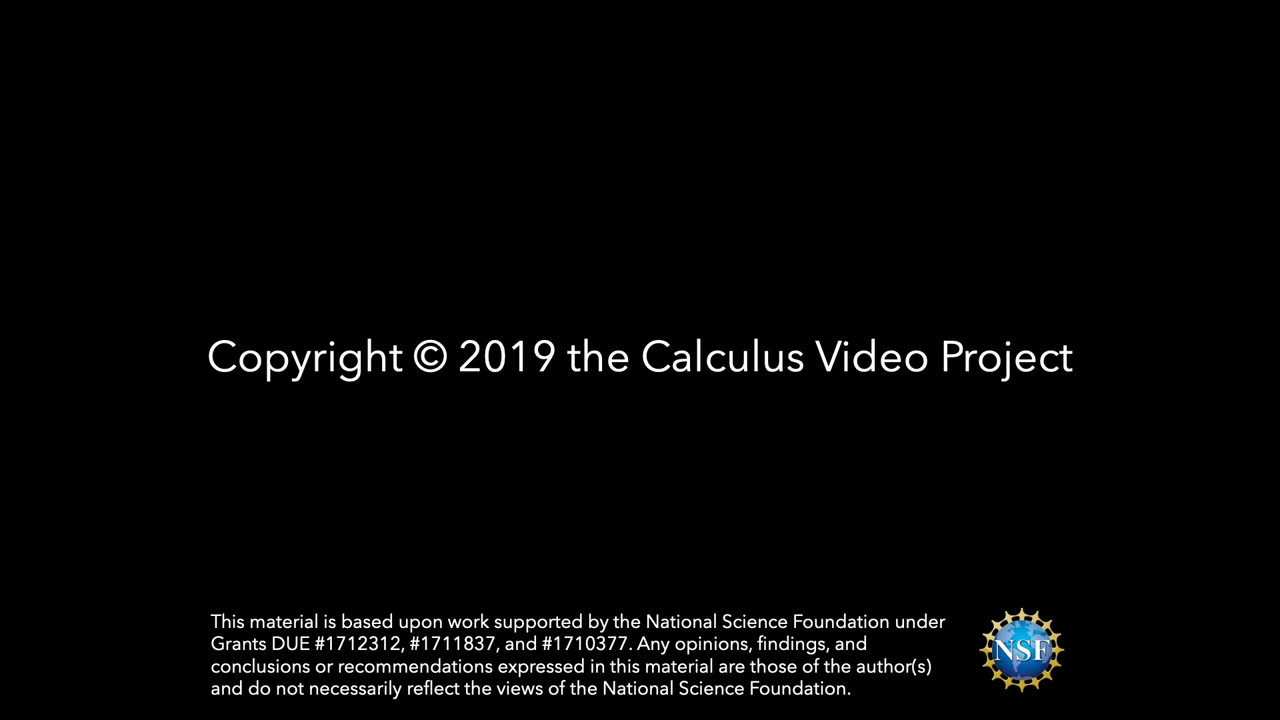 Copyright © 2019 the Calculus Video Project
This material is based upon work supported by the National Science Foundation under
Grants DUE #1712312, #1711837, and #1710377. Any opinions, findings, and
conclusions or recommendations expressed in this material are those of the author(s)
and do not necessarily reflect the views of the National Science Foundation.
NSF